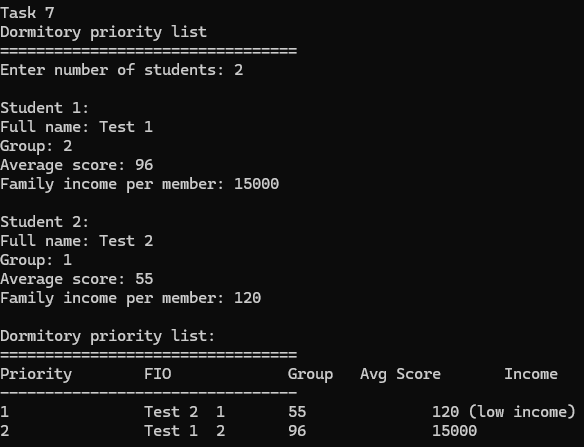 Task 7
Dormitory priority list
=================================
Enter number of students: 2
Student 1:
Full name: Test 1
Group: 2
Average score: 96
Family income per member: 15000
Student 2:
Full name: Test 2
Group: 1
Average score: 55
Family income per member: 120
Dormitory priority list:
=================================
Priority        FIO             Group   Avg Score       Income
---------------------------------
1               Test 2  1       55              120 (low income)
2               Test 1  2       96              15000